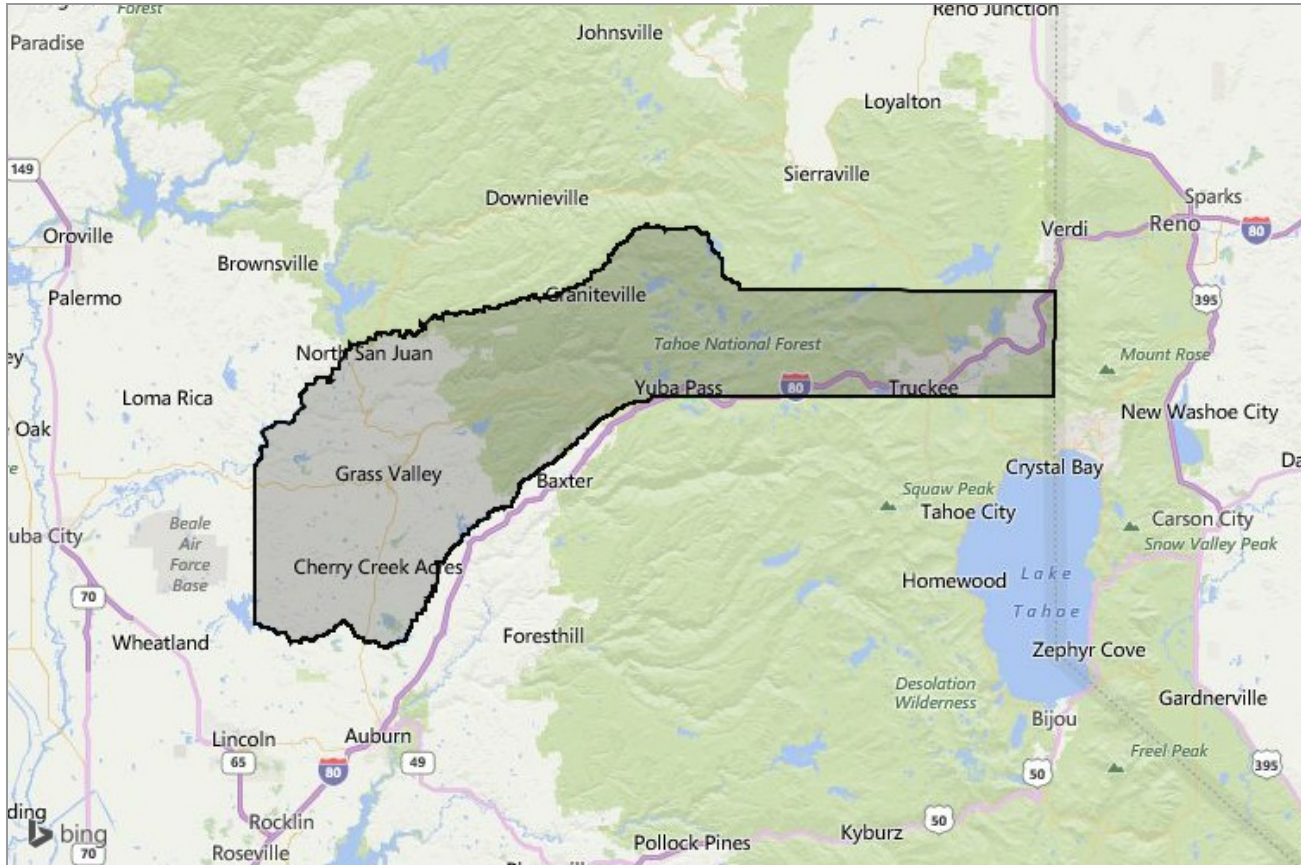 Forest
Reno Junction
Paradise
Johnsville
Loyalton
149
Sierraville
Downieville
Sparks
Oroville
Verdi
Reno
80
Brownsville
Palermo
Graniteville
395
North San Juan
Tahoe National Forest
Mount Rose
Loma Rica
Yuba Pass
80
Truckee
New Washoe City
Oak
Grass Valley
Baxter
Crystal Bay
Da
Squaw Peak
Tahoe City
Beale
Air
Force
Base
Carson City
uba City
Snow Valley Peak
Cherry Creek Acres
Homewood
Lake
Tahoe
70
Wheatland
Foresthill
Zephyr Cove
Desolation
Wilderness
Gardnerville
Bijou
Lincoln
Auburn
Freel Peak
65
80
49
50
395
ding
bing
Rocklin
Kyburz
50
Pollock Pines
70
Roseville